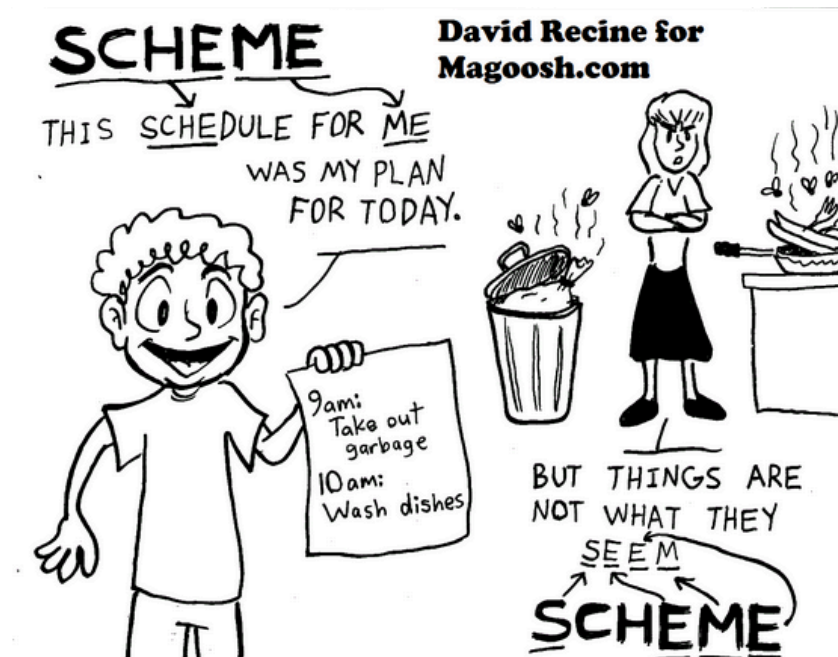 SCHEME
David Recine for
Magoosh.com
THIS SCHEDULE FOR ME
WAS MY PLAN
FOR TODAY.
9am:
Take out
garbage
10am:
Wash dishes
BUT THINGS ARE
NOT WHAT THEY
SEEM
SCHEME